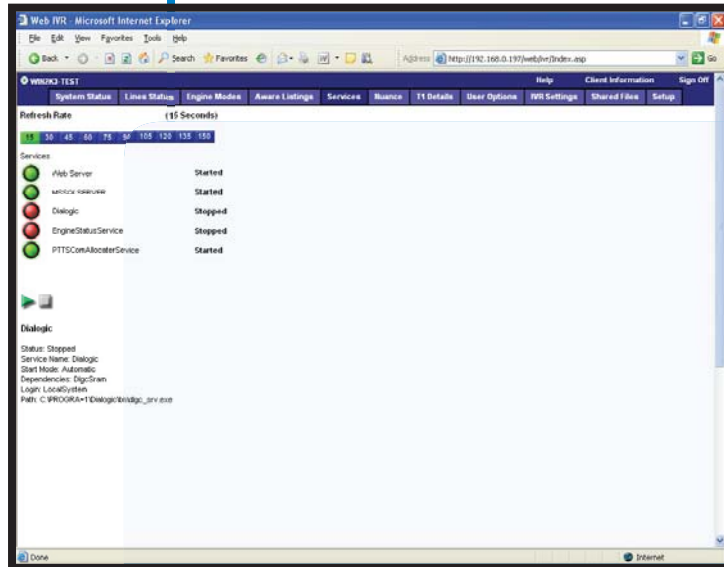 Web IVR - Microsoft Internet Explorer
File Edit View Favorites Tools Help
Back Search Favorites Address http://192.168.0.197/web/ivr/Index.asp Go
WIN2K3-TEST Help Client Information Sign Off
System Status Lines Status Engine Modes Aware Listings Services Nuance T1 Details User Options IVR Settings Shared Files Setup
Refresh Rate (15 Seconds)
15 30 45 60 75 90 105 120 135 150
Services
Web Server Started
MSSQLSERVER Started
Dialogic Stopped
EngineStatusService Stopped
PTTSComAllocaterService Started
Dialogic
Status: Stopped
Service Name: Dialogic
Start Mode: Automatic
Dependencies: DlgcSram
Login: LocalSystem
Path: C:\PROGRA~1\Dialogic\bin\dlgc_srv.exe
Done Internet